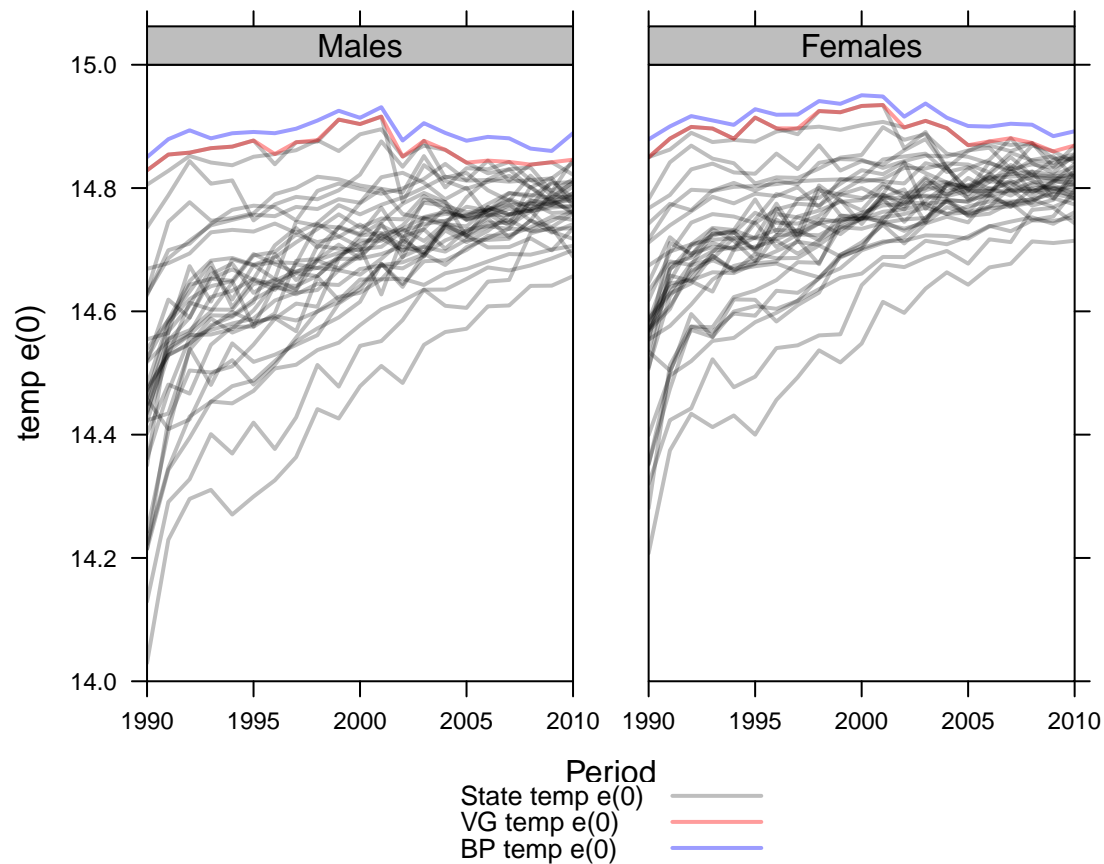 Males Females
15.0
14.8
14.6
14.4
14.2
14.0
temp e(0)
1990 1995 2000 2005 2010 1990 1995 2000 2005 2010
Period
State temp e(0)
VG temp e(0)
BP temp e(0)